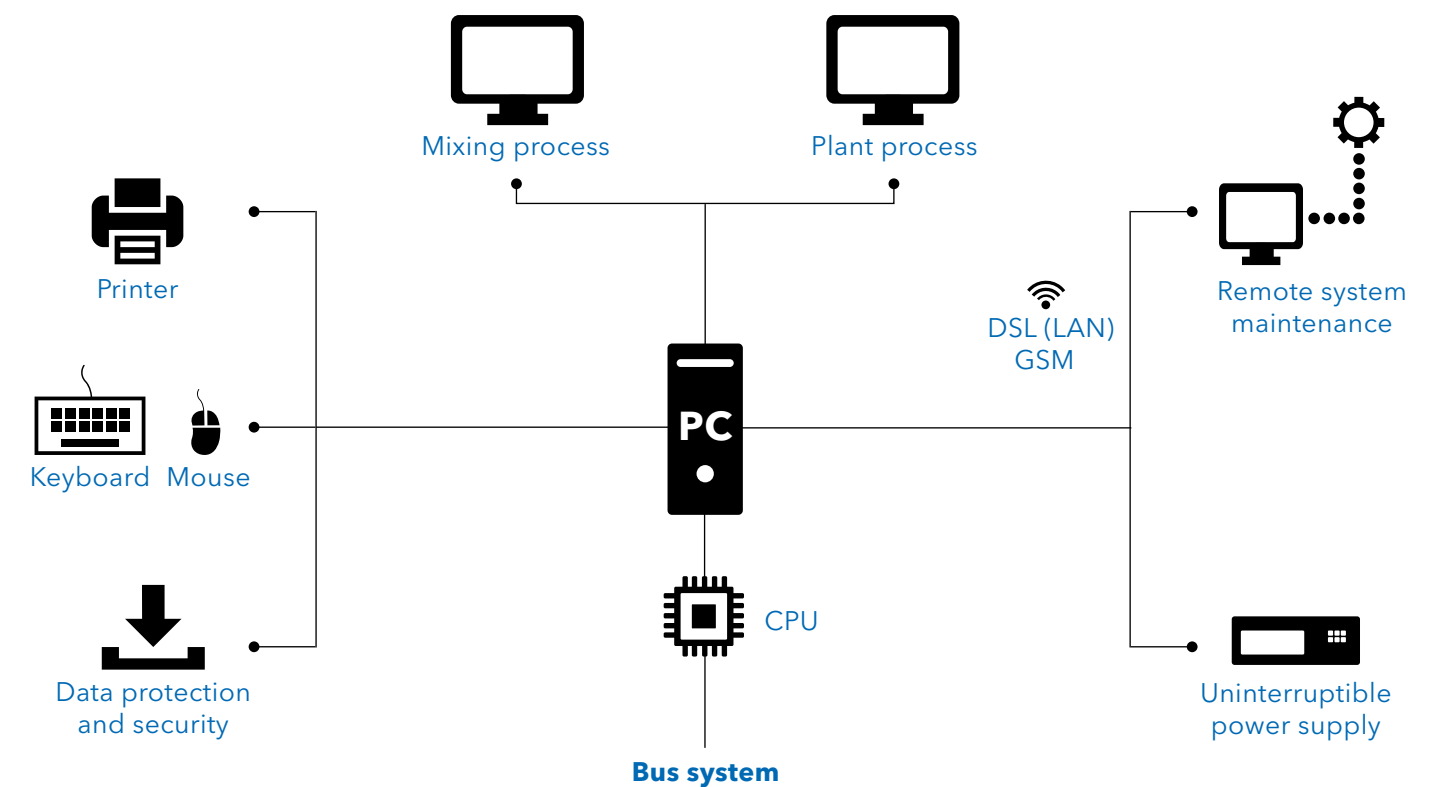 Mixing process
Plant process
Printer
DSL (LAN)
GSM
Remote system
maintenance
PC
Keyboard
Mouse
CPU
Data protection
and security
Uninterruptible
power supply
Bus system